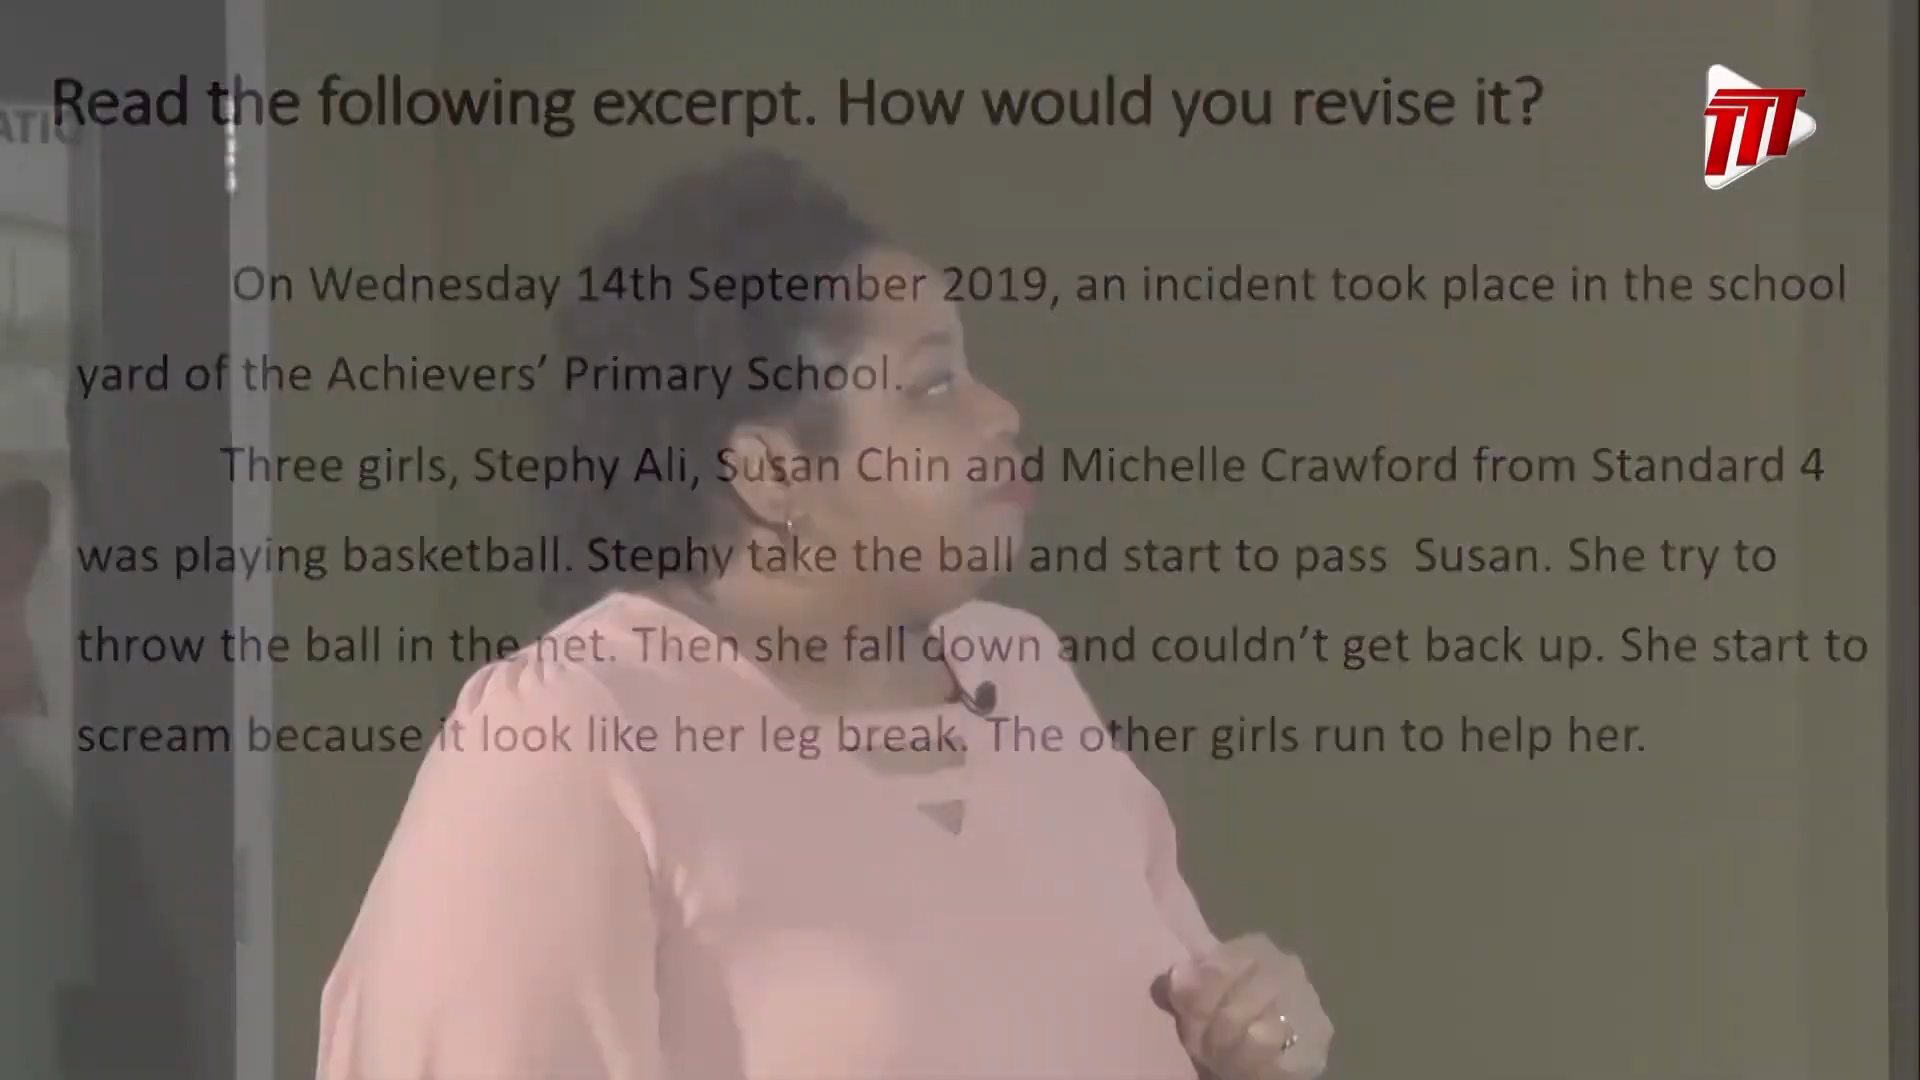 Read the following excerpt. How would you revise it?
TTT
ATIO
On Wednesday 14th September 2019, an incident took place in the school
yard of the Achievers’ Primary School.
Three girls, Stephy Ali, Susan Chin and Michelle Crawford from Standard 4
was playing basketball. Stephy take the ball and start to pass Susan. She try to
throw the ball in the net. Then she fall down and couldn’t get back up. She start to
scream because it look like her leg break. The other girls run to help her.